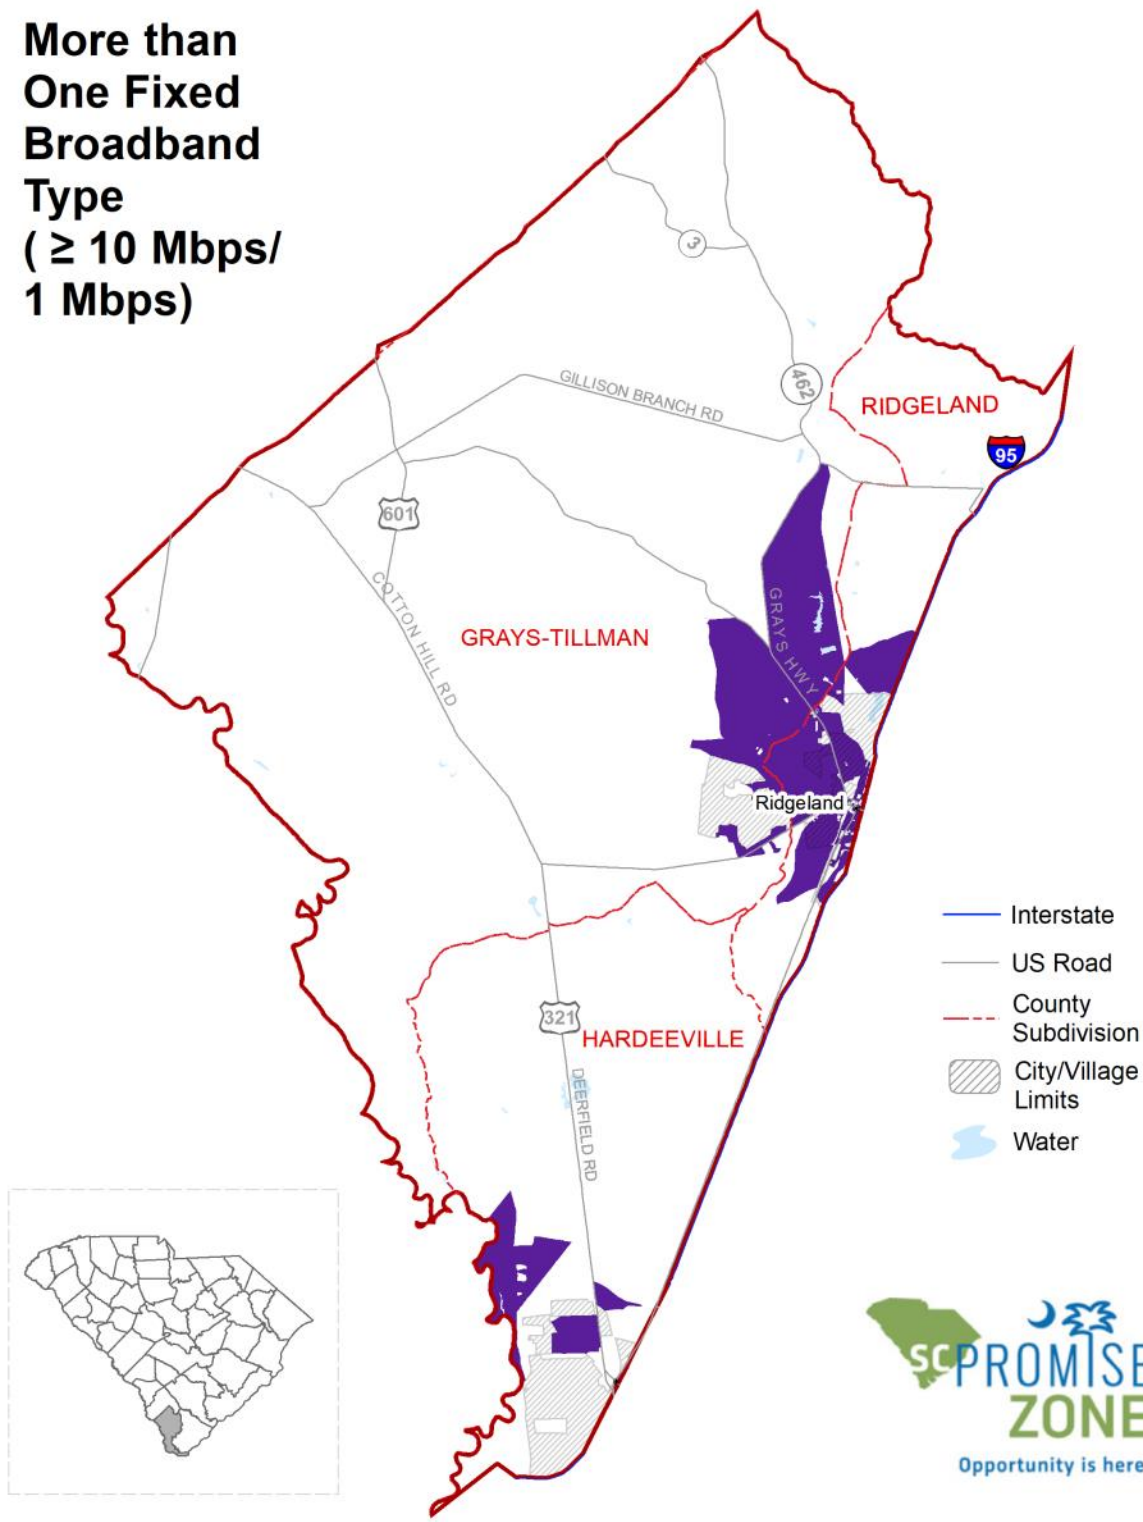 More than
One Fixed
Broadband
Type
( ≥ 10 Mbps/
1 Mbps)
3
462
GILLISON BRANCH RD
RIDGELAND
95
601
COTTON HILL RD
GRAYS HWY
GRAYS-TILLMAN
Ridgeland
Interstate
US Road
County
Subdivision
City/Village
Limits
Water
321
HARDEEVILLE
DEERFIELD RD
SC PROMISE
ZONE
Opportunity is here